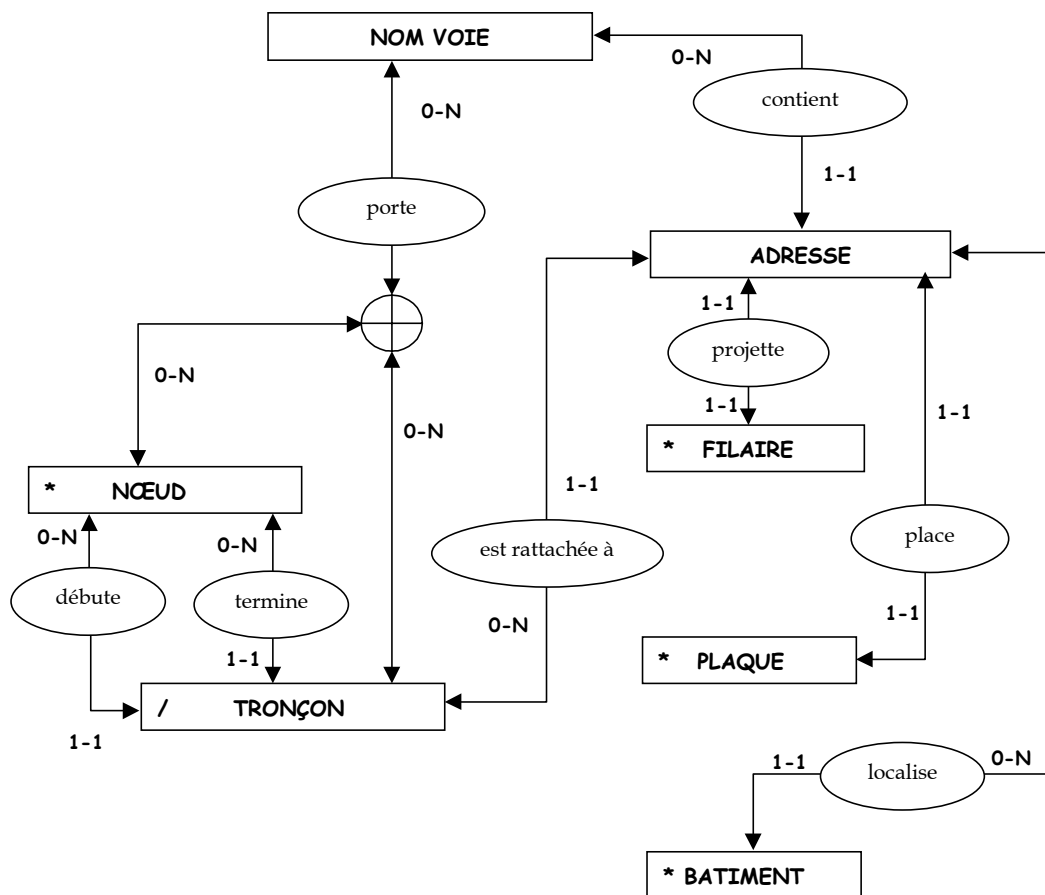 NOM VOIE
0-N
contient
0-N
1-1
porte
ADRESSE
1-1
projette
0-N
0-N
1-1
1-1
* FILAIRE
* NŒUD
1-1
0-N
0-N
place
est rattachée à
débute
termine
0-N
1-1
1-1
* PLAQUE
/ TRONÇON
1-1
1-1
localise
0-N
* BATIMENT